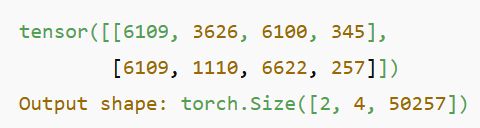 tensor([[6109, 3626, 6100, 345],
[6109, 1110, 6622, 257]])
Output shape: torch.Size([2, 4, 50257])